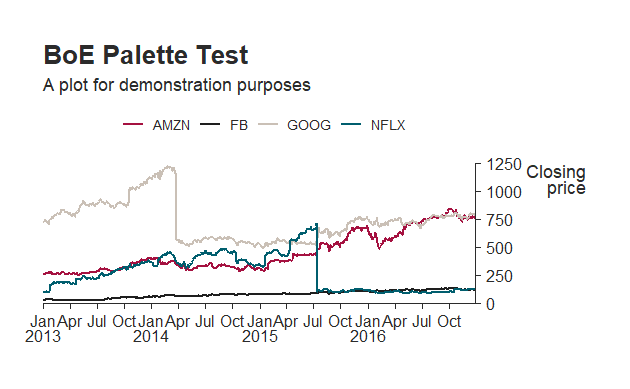 BoE Palette Test
A plot for demonstration purposes
AMZN FB GOOG NFLX
1250
Closing
price
1000
750
500
250
0
Jan Apr Jul Oct Jan Apr Jul Oct Jan Apr Jul Oct Jan Apr Jul Oct
2013 2014 2015 2016